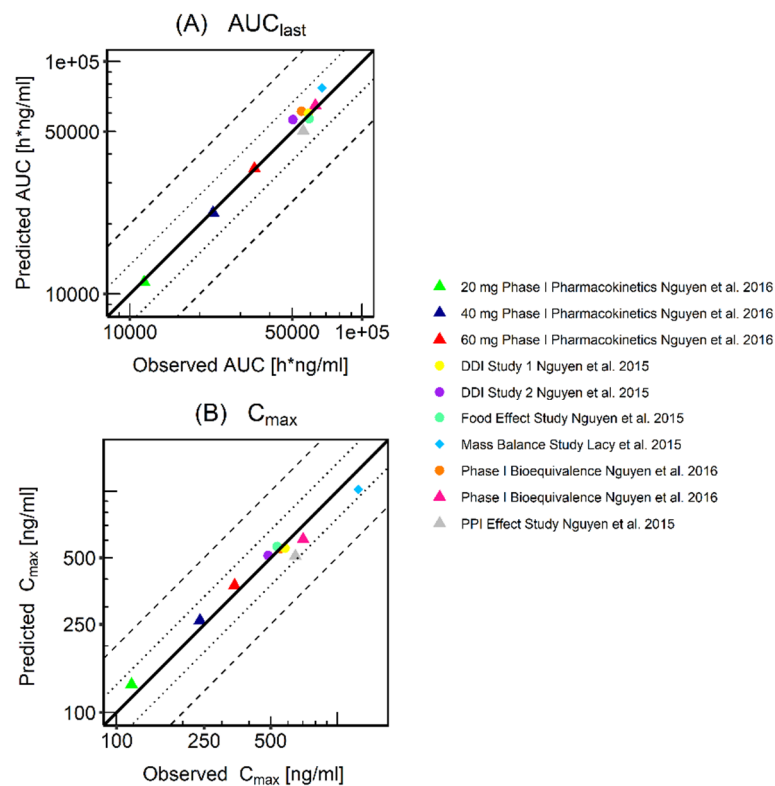 (A) AUClast
1e+05
50000
10000
Predicted AUC [h*ng/ml]
10000 50000 1e+05
Observed AUC [h*ng/ml]
20 mg Phase I Pharmacokinetics Nguyen et al. 2016
40 mg Phase I Pharmacokinetics Nguyen et al. 2016
60 mg Phase I Pharmacokinetics Nguyen et al. 2016
DDI Study 1 Nguyen et al. 2015
DDI Study 2 Nguyen et al. 2015
Food Effect Study Nguyen et al. 2015
Mass Balance Study Lacy et al. 2015
Phase I Bioequivalence Nguyen et al. 2016
Phase I Bioequivalence Nguyen et al. 2016
PPI Effect Study Nguyen et al. 2015
(B) Cmax
500
250
100
Predicted Cmax [ng/ml]
100 250 500
Observed Cmax [ng/ml]